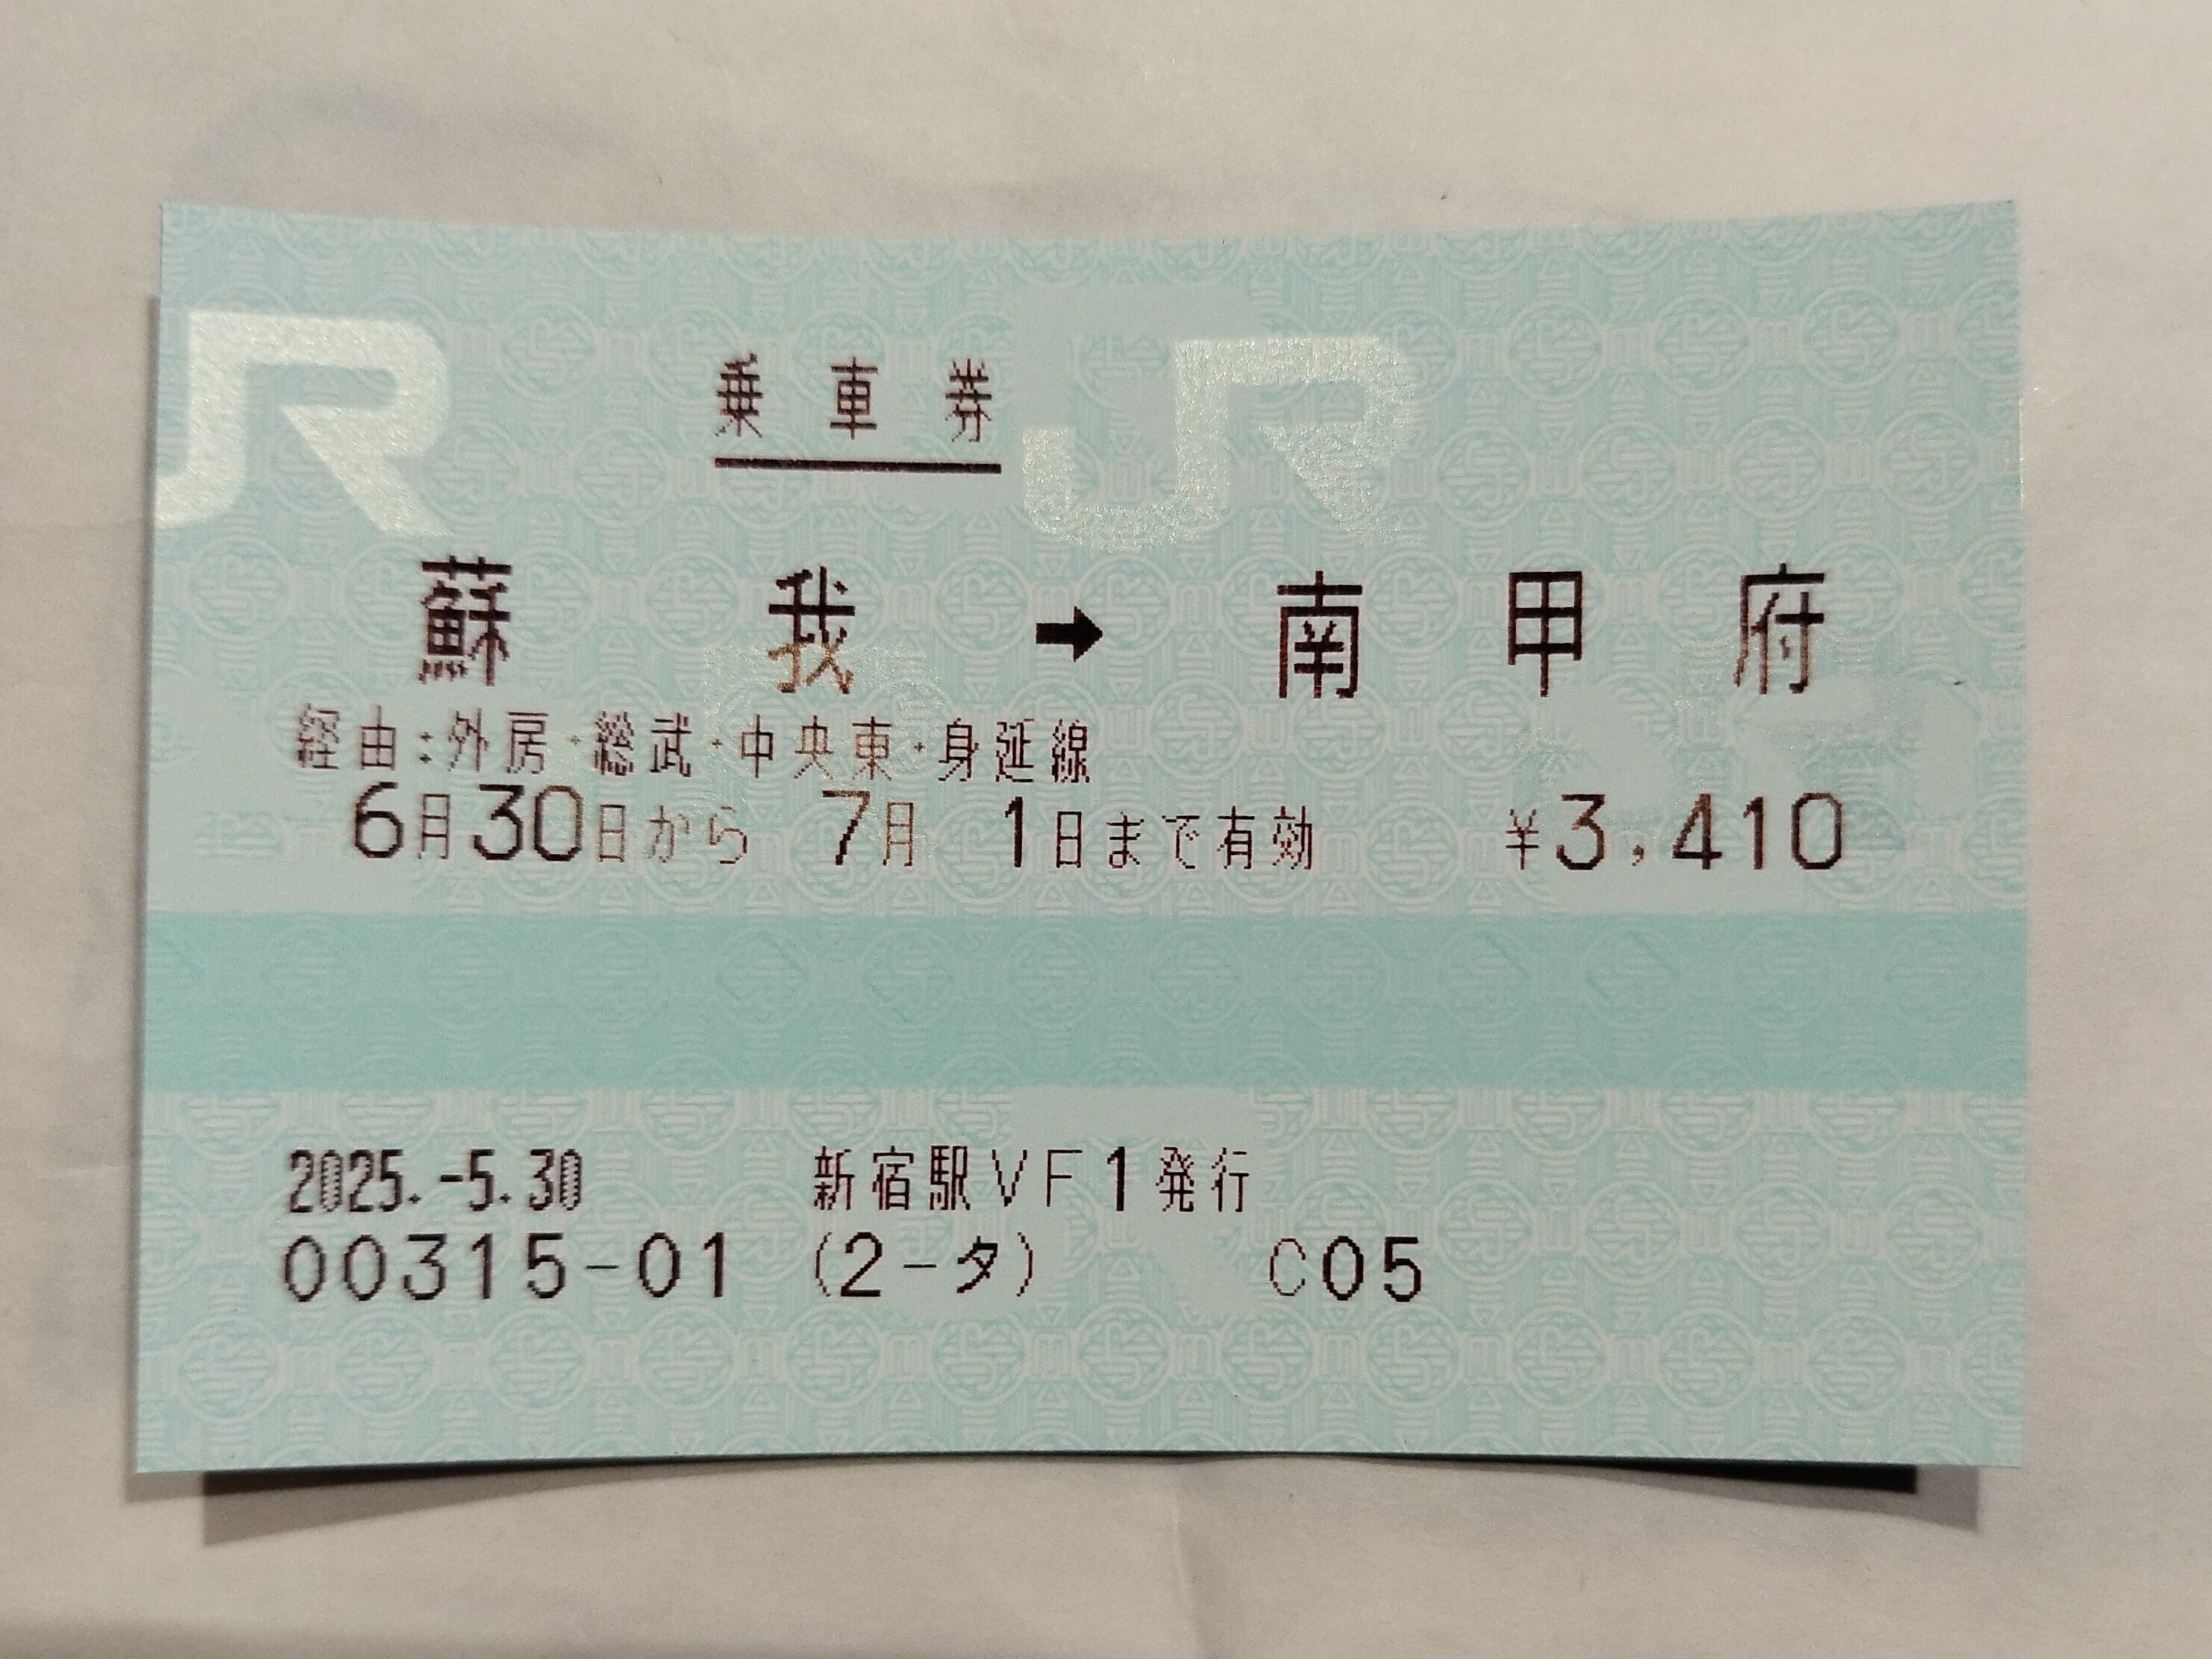 JR JR
乗車券
蘇我→南甲府
経由:外房・総武・中央東・身延線
6月30日から 7月 1日まで有効 ¥3,410
2025.-5.30 新宿駅VF1発行
00315-01 (2-タ) C05